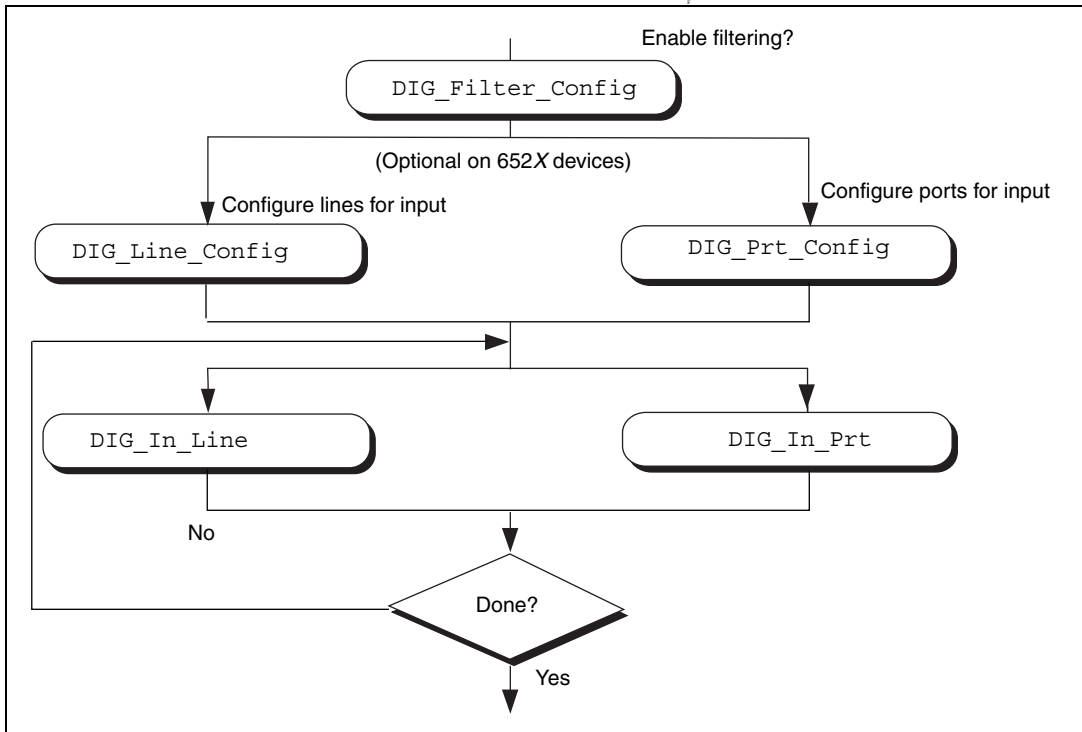 Enable filtering?
DIG_Filter_Config
(Optional on 652X devices)
Configure lines for input
Configure ports for input
DIG_Line_Config
DIG_Prt_Config
DIG_In_Line
DIG_In_Prt
No
Done?
Yes